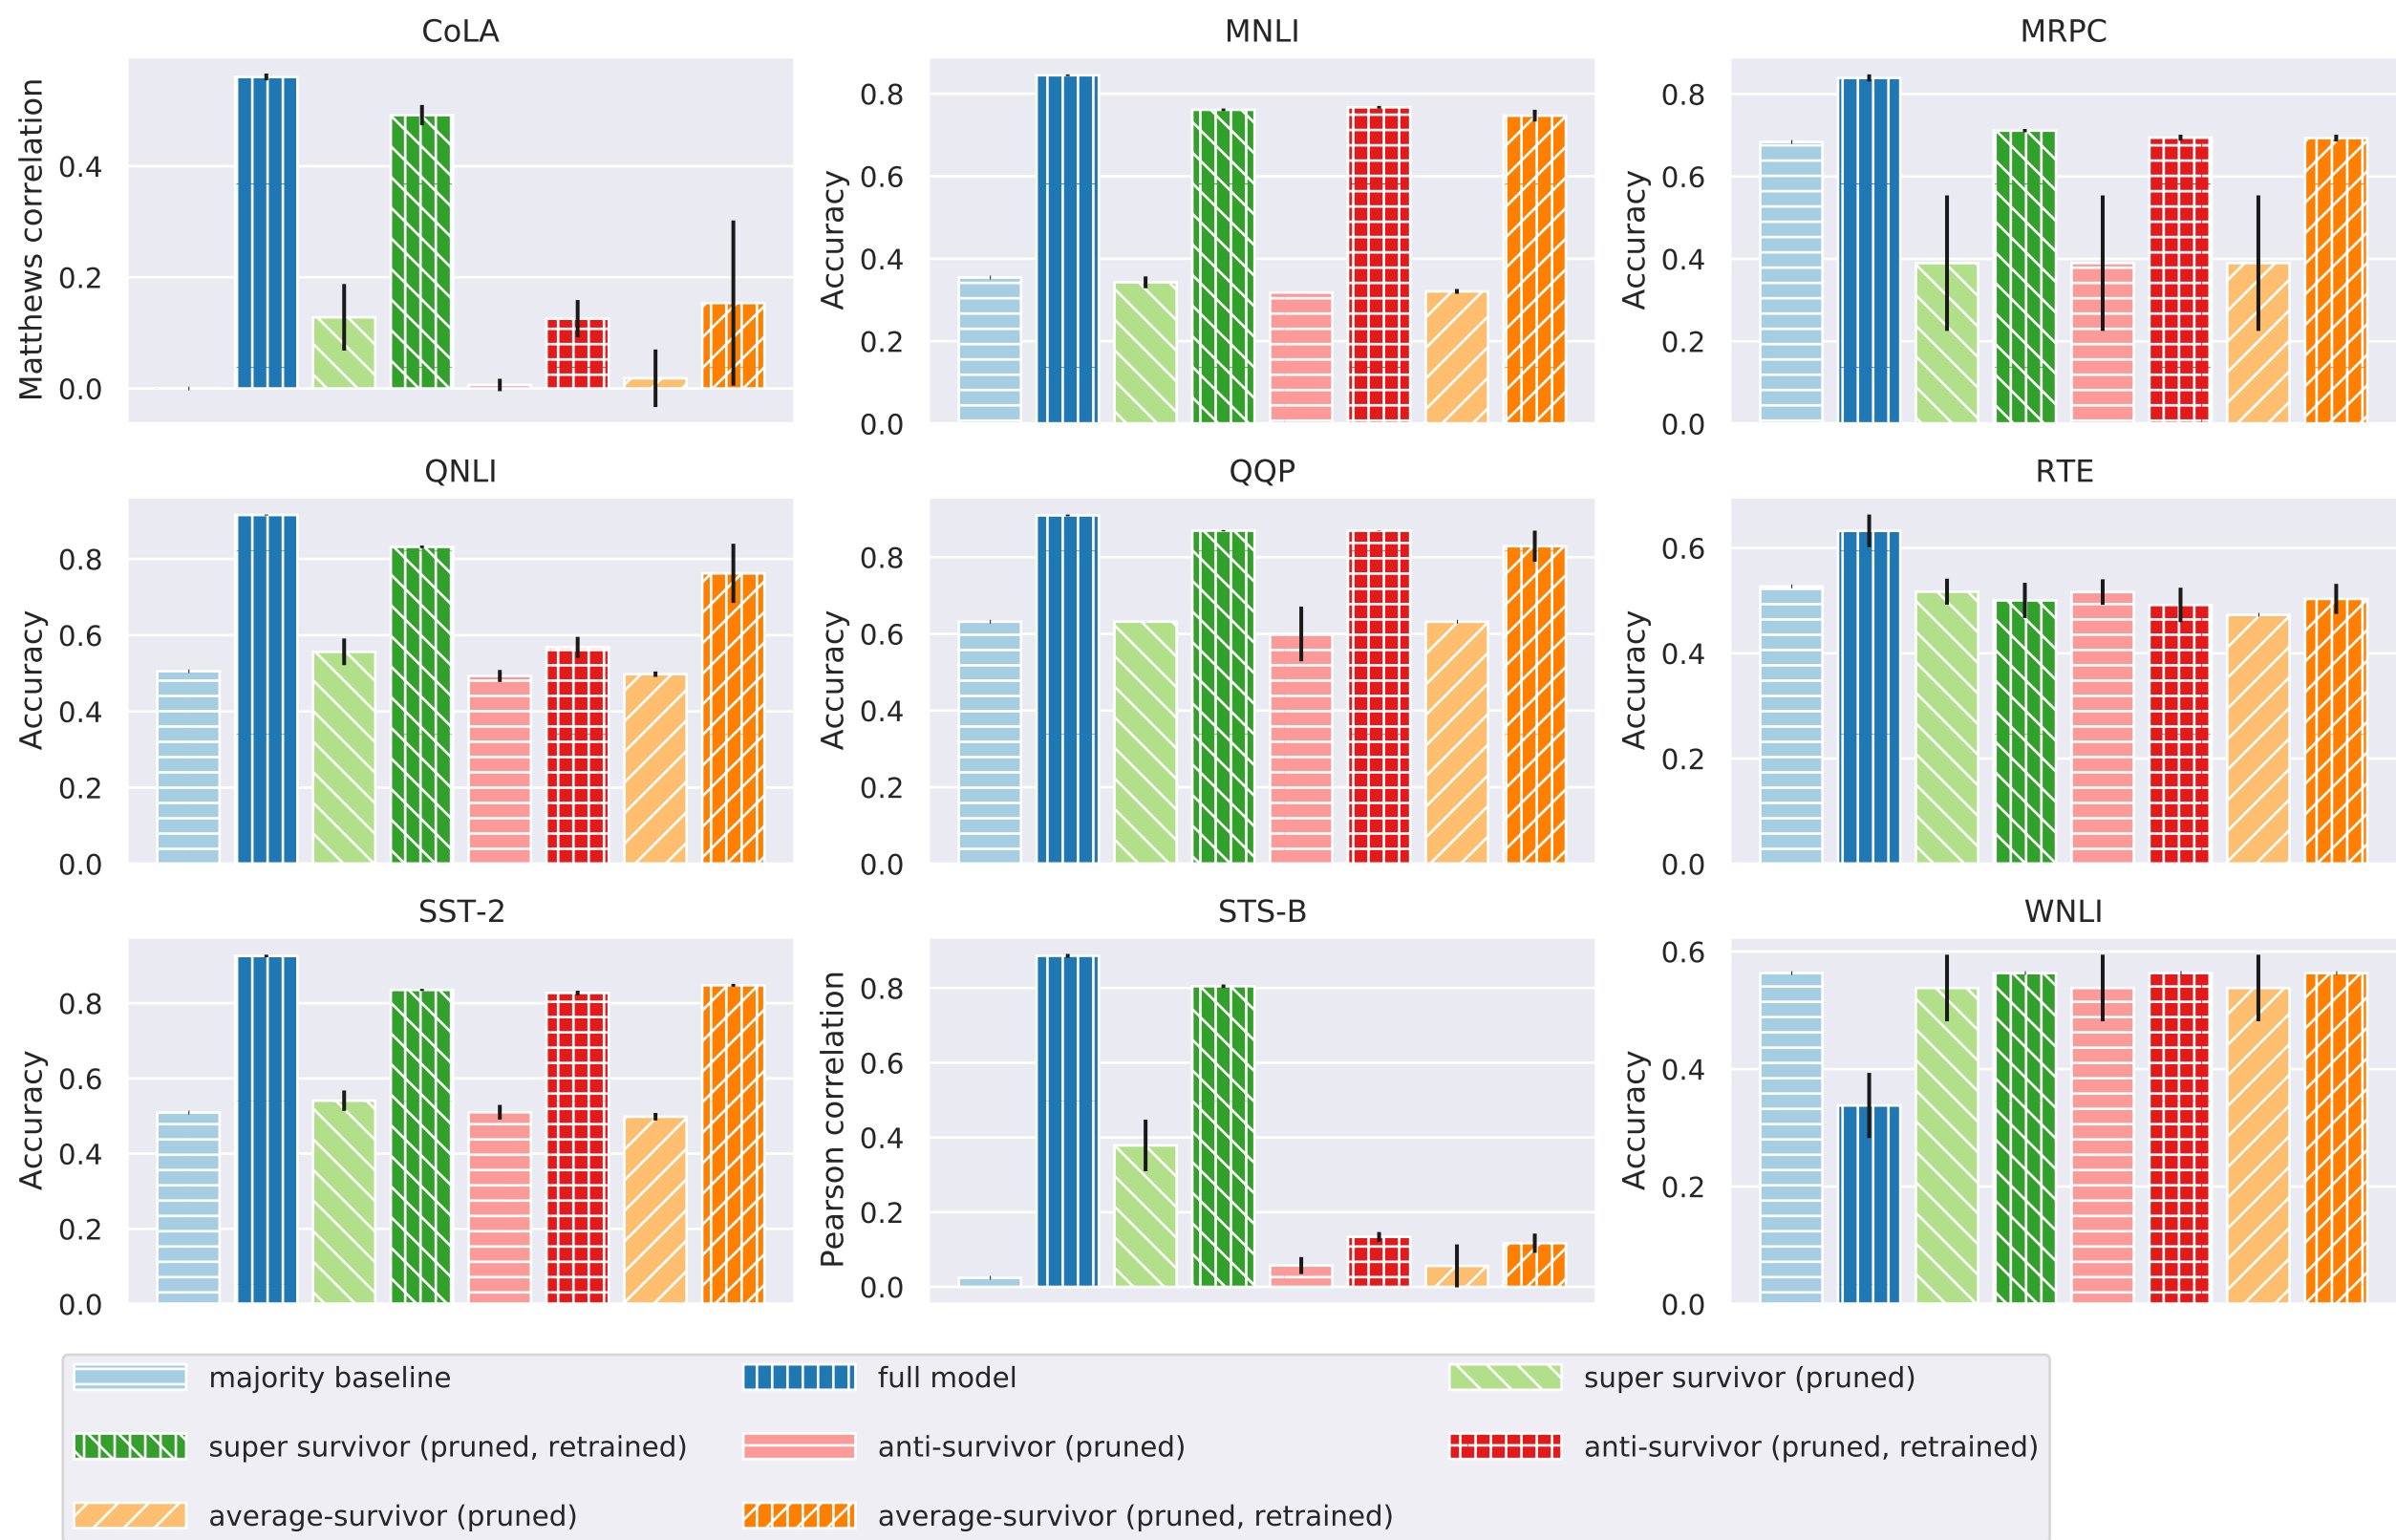 CoLA
MNLI
MRPC
Matthews correlation
0.4
0.2
0.0
Accuracy
0.8
0.6
0.4
0.2
0.0
Accuracy
0.8
0.6
0.4
0.2
0.0
QNLI
QQP
RTE
Accuracy
0.8
0.6
0.4
0.2
0.0
Accuracy
0.8
0.6
0.4
0.2
0.0
Accuracy
0.6
0.4
0.2
0.0
SST-2
STS-B
WNLI
Accuracy
0.8
0.6
0.4
0.2
0.0
Pearson correlation
0.8
0.6
0.4
0.2
0.0
Accuracy
0.6
0.4
0.2
0.0
majority baseline
full model
super survivor (pruned)
super survivor (pruned, retrained)
anti-survivor (pruned)
anti-survivor (pruned, retrained)
average-survivor (pruned)
average-survivor (pruned, retrained)